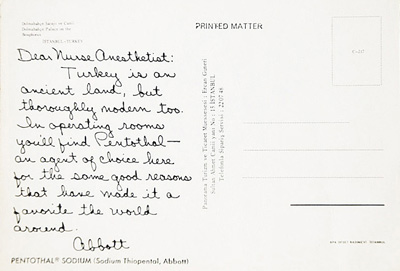 PRINTED MATTER
ISTANBUL - TURKEY
Dear Nurse Anesthetist:
Turkey is an
ancient land, but
thoroughly modern too.
In operating rooms
you'll find Pentothal—
an agent of choice here
for the same good reasons
that have made it a
favorite the world
around.
Abbott
PENTOTHAL® SODIUM (Sodium Thiopental, Abbott)